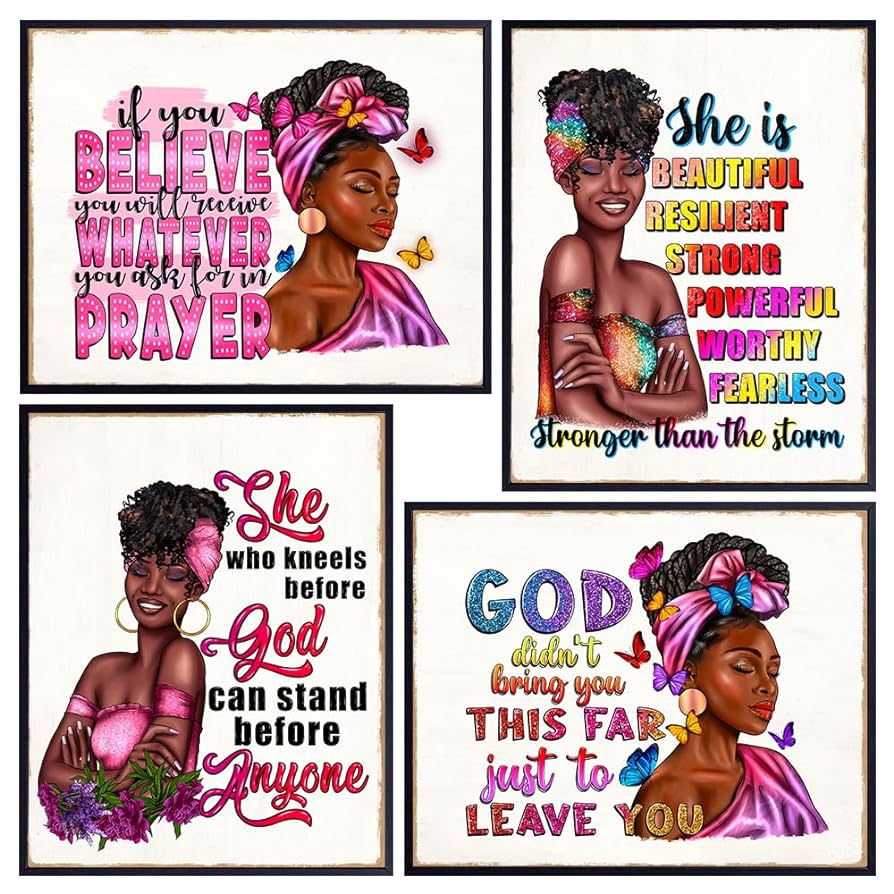 if you
BELIEVE
you will receive
WHATEVER
you ask for in
PRAYER
She is
BEAUTIFUL
RESILIENT
STRONG
POWERFUL
WORTHY
FEARLESS
Stronger than the storm
She
who kneels
before
God
can stand
before
Anyone
GOD
didn't
bring you
THIS FAR
just to
LEAVE YOU